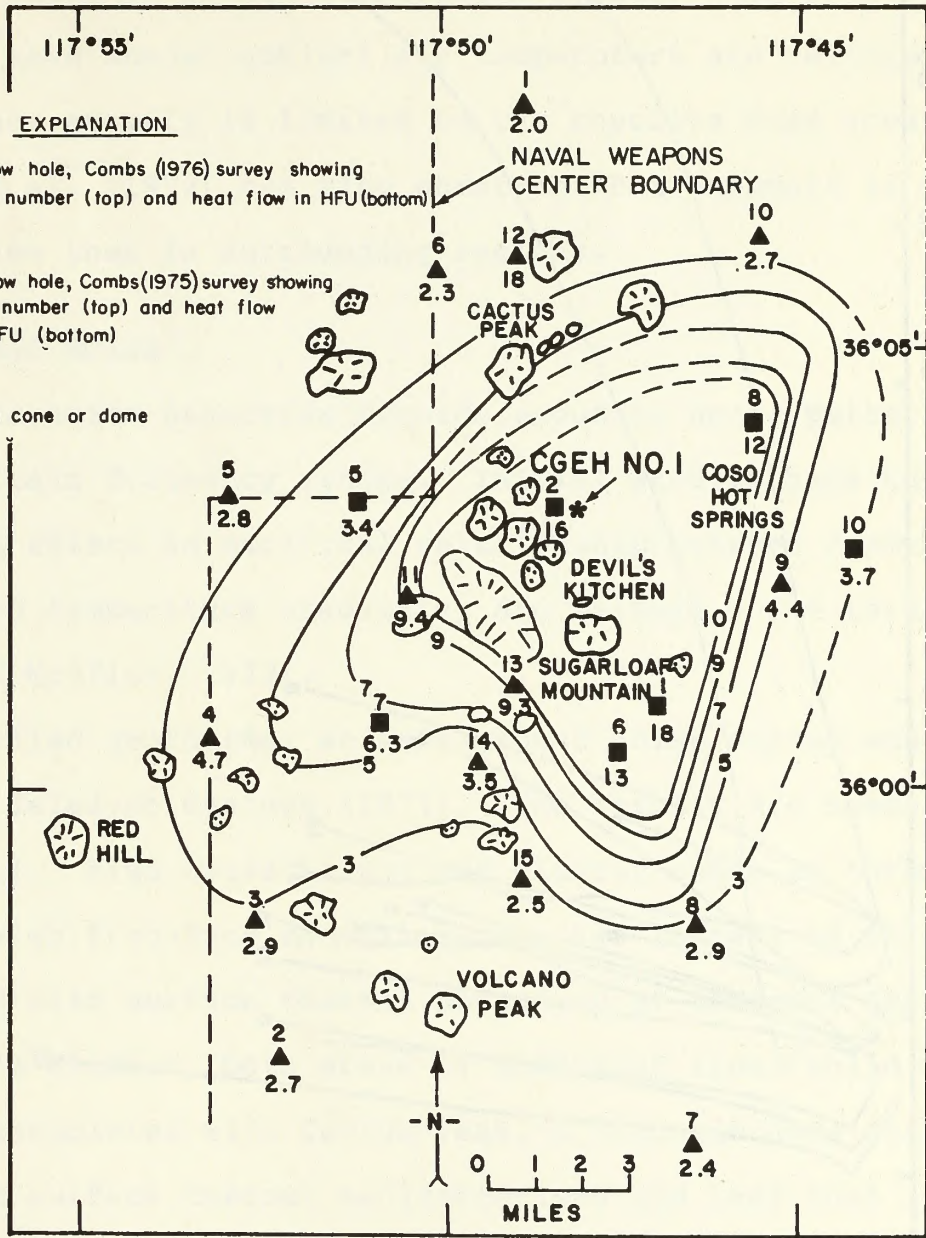 117°55'
117°50'
117°45'
EXPLANATION
ow hole, Combs (1976) survey showing
number (top) and heat flow in HFU (bottom)
ow hole, Combs (1975) survey showing
number (top) and heat flow
HFU (bottom)
cone or dome
1
2.0
NAVAL WEAPONS
CENTER BOUNDARY
10
2.7
12
18
6
2.3
CACTUS
PEAK
36°05'
8
12
CGEH NO.1
2
*
16
COSO
HOT
SPRINGS
5
2.8
5
3.4
10
3.7
DEVIL'S
KITCHEN
9
4.4
11
9.4
9
10
13
9.3
SUGARLOAF
MOUNTAIN
9
1
18
7
7
7
6.3
4
4.7
14
3.5
6
13
5
5
36°00'
RED
HILL
3
15
2.5
3
3
2.9
8
2.9
VOLCANO
PEAK
2
2.7
-N-
7
2.4
0 1 2 3
MILES